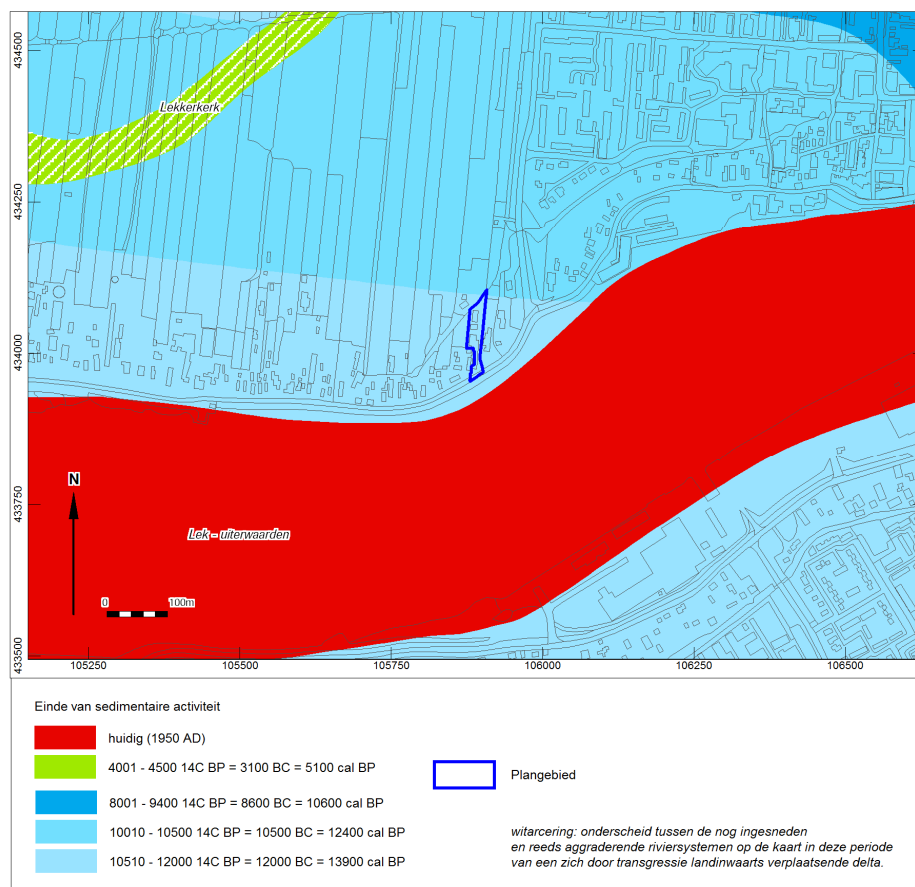 434500
434250
434000
433750
433500
Lekkerkerk
N
Lek - uiterwaarden
0 100m
105250 105500 105750 106000 106250 106500
Einde van sedimentaire activiteit
huidig (1950 AD)
4001 - 4500 14C BP = 3100 BC = 5100 cal BP
8001 - 9400 14C BP = 8600 BC = 10600 cal BP
10010 - 10500 14C BP = 10500 BC = 12400 cal BP
10510 - 12000 14C BP = 12000 BC = 13900 cal BP
Plangebied
witarcering: onderscheid tussen de nog ingesneden
en reeds aggraderende riviersystemen op de kaart in deze periode
van een zich door transgressie landinwaarts verplaatsende delta.